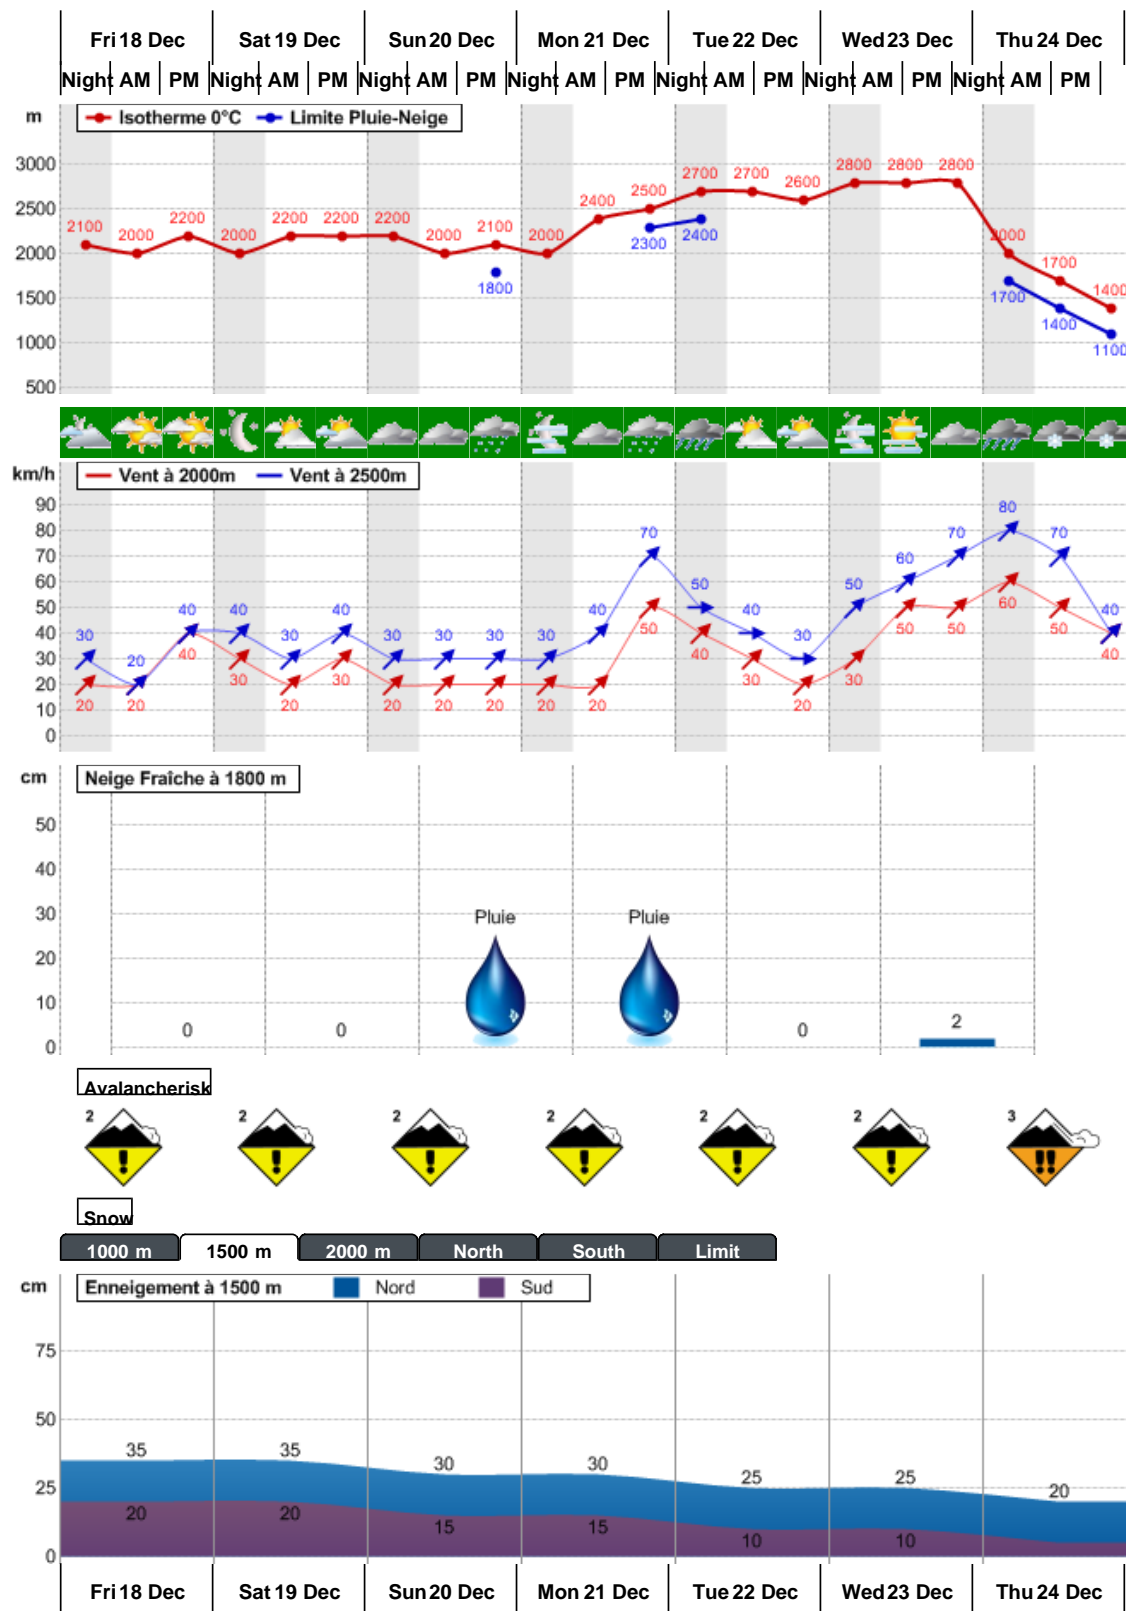 Fri 18 Dec Sat 19 Dec Sun 20 Dec Mon 21 Dec Tue 22 Dec Wed 23 Dec Thu 24 Dec
Night AM PM Night AM PM Night AM PM Night AM PM Night AM PM Night AM PM Night AM PM
m Isotherme 0°C Limite Pluie-Neige
3000
2500
2000
1500
1000
500
2100 2000 2200 2000 2200 2200 2200 2000 2100 2000 2400 2500 2700 2700 2600 2800 2800 2800 2000 1700 1400
1800 2300 2400 1700 1400 1100
km/h Vent à 2000m Vent à 2500m
90
80
70
60
50
40
30
20
10
0
30 20 40 40 30 40 30 30 30 30 40 70 50 40 30 50 60 70 80 70 40
20 20 40 30 20 30 20 20 20 20 20 50 40 30 20 30 50 50 60 50 40
cm Neige Fraîche à 1800 m
50
40
30
20
10
0
0 0 Pluie Pluie 0 2
Avalancherisk
2 2 2 2 2 2 3
Snow
1000 m 1500 m 2000 m North South Limit
cm Enneigement à 1500 m Nord Sud
75
50
25
0
35 35 30 30 25 25 20
20 20 15 15 10 10
Fri 18 Dec Sat 19 Dec Sun 20 Dec Mon 21 Dec Tue 22 Dec Wed 23 Dec Thu 24 Dec